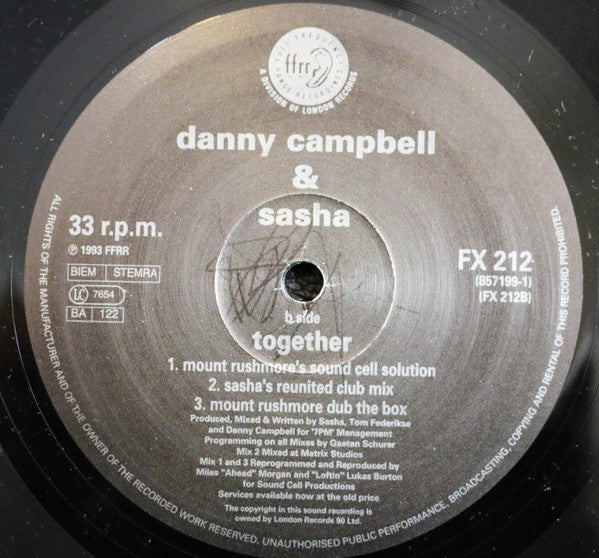 FULL FREQUENCY
RANGE RECORDINGS
ffrr
A DIVISION OF LONDON RECORDS
danny campbell
&
sasha
33 r.p.m.
℗ 1993 FFRR
BIEM STEMRA
LC 7654
BA 122
FX 212
(857199-1)
(FX 212B)
b.side
together
1. mount rushmore's sound cell solution
2. sasha's reunited club mix
3. mount rushmore dub the box
Produced, Mixed & Written by Sasha, Tom Federikse
and Danny Campbell for '7PM' Management
Programming on all Mixes by Gaetan Schurer
Mix 2 Mixed at Matrix Studios
Mix 1 and 3 Reprogrammed and Reproduced by
Miles "Ahead" Morgan and "Loftin" Lukas Burton
for Sound Cell Productions
Services available now at the old price
The copyright in this sound recording is
owned by London Records 90 Ltd.
ALL RIGHTS OF THE MANUFACTURER AND OF THE OWNER OF THE RECORDED WORK RESERVED. UNAUTHORISED PUBLIC PERFORMANCE, BROADCASTING, COPYING AND RENTAL OF THIS RECORD PROHIBITED.